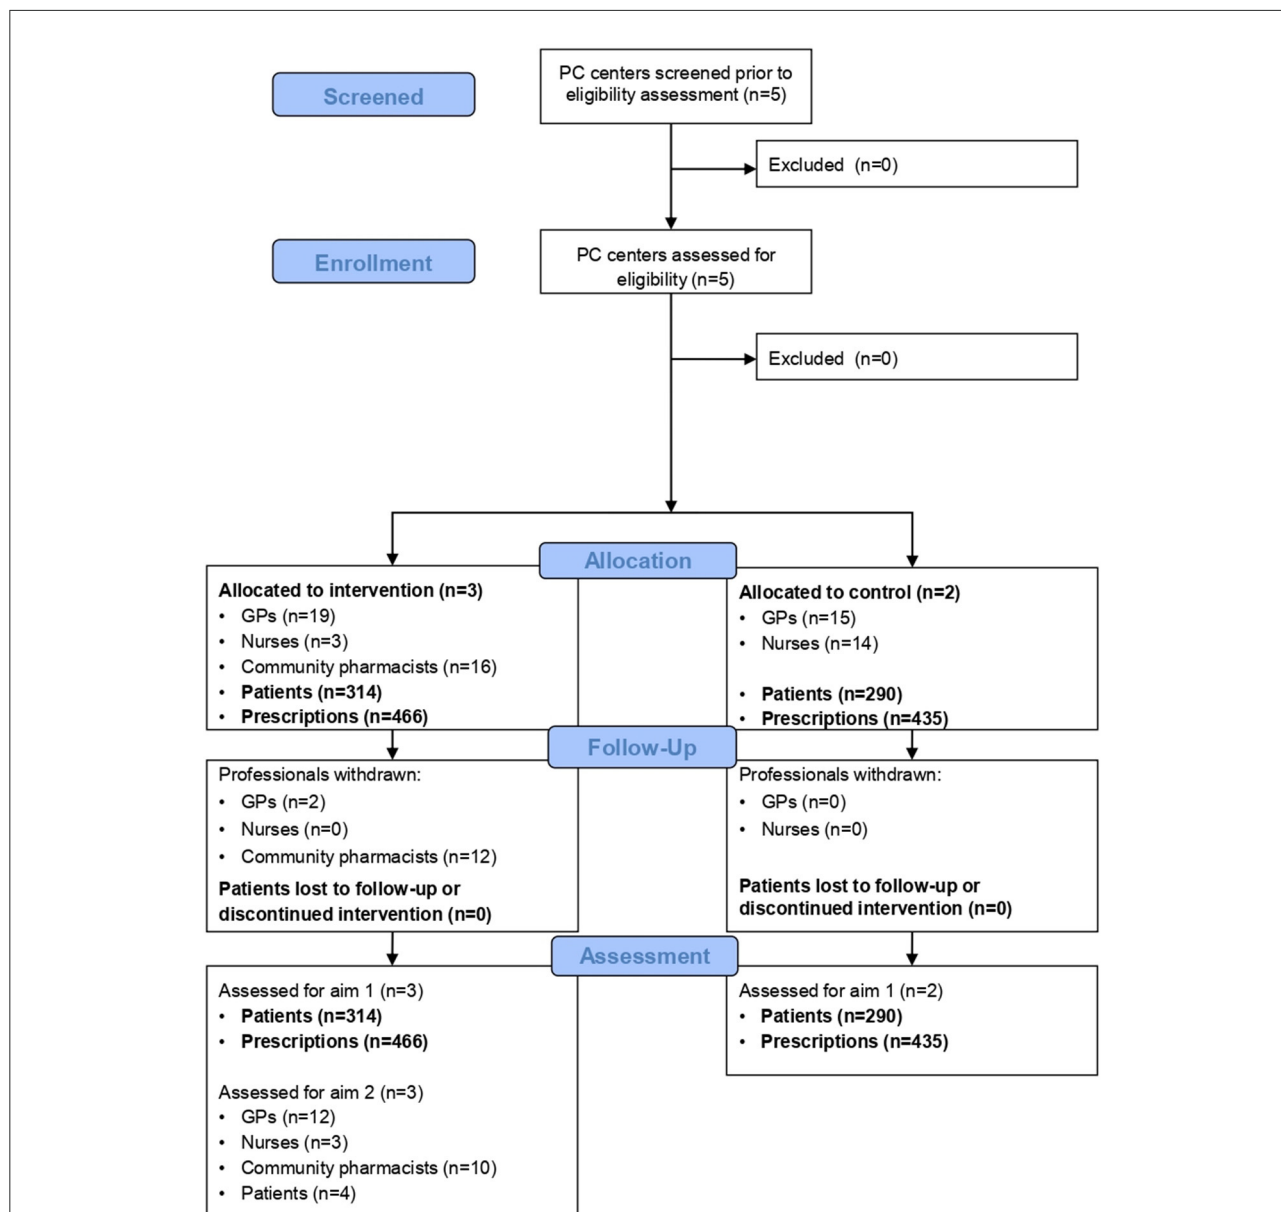 Screened
PC centers screened prior to
eligibility assessment (n=5)
Excluded  (n=0)
Enrollment
PC centers assessed for
eligibility (n=5)
Excluded  (n=0)
Allocation
Allocated to intervention (n=3)
• GPs (n=19)
• Nurses (n=3)
• Community pharmacists (n=16)
• Patients (n=314)
• Prescriptions (n=466)
Allocated to control (n=2)
• GPs (n=15)
• Nurses (n=14)
• Patients (n=290)
• Prescriptions (n=435)
Follow-Up
Professionals withdrawn:
• GPs (n=2)
• Nurses (n=0)
• Community pharmacists (n=12)
Patients lost to follow-up or
discontinued intervention (n=0)
Professionals withdrawn:
• GPs (n=0)
• Nurses (n=0)
Patients lost to follow-up or
discontinued intervention (n=0)
Assessment
Assessed for aim 1 (n=3)
• Patients (n=314)
• Prescriptions (n=466)
Assessed for aim 2 (n=3)
• GPs (n=12)
• Nurses (n=3)
• Community pharmacists (n=10)
• Patients (n=4)
Assessed for aim 1 (n=2)
• Patients (n=290)
• Prescriptions (n=435)